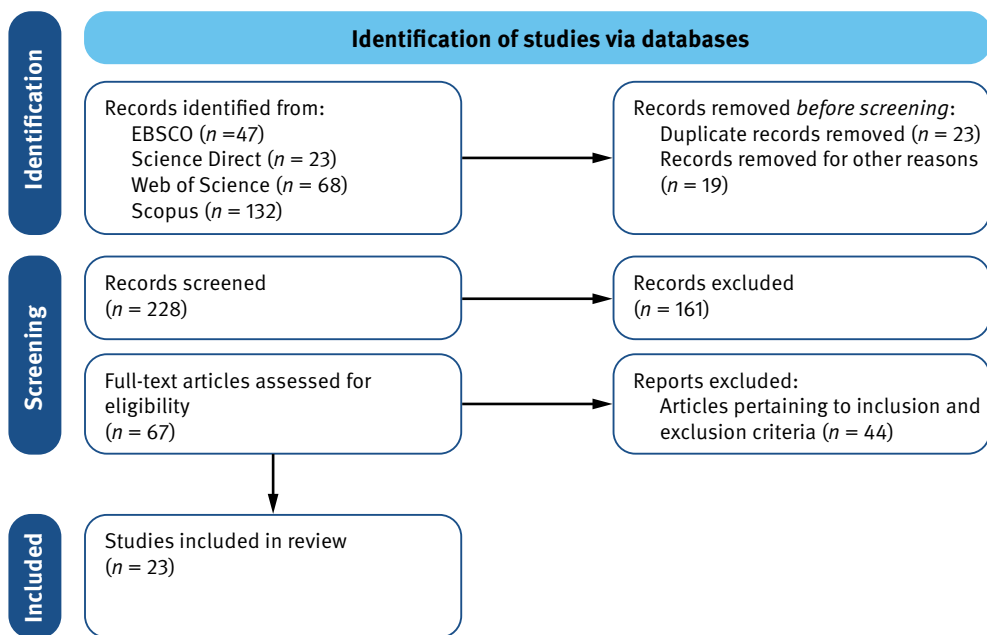 Identification of studies via databases
Identification
Records identified from:
EBSCO (n =47)
Science Direct (n = 23)
Web of Science (n = 68)
Scopus (n = 132)
Records removed before screening:
Duplicate records removed (n = 23)
Records removed for other reasons
(n = 19)
Screening
Records screened
(n = 228)
Records excluded
(n = 161)
Full-text articles assessed for
eligibility
(n = 67)
Reports excluded:
Articles pertaining to inclusion and
exclusion criteria (n = 44)
Included
Studies included in review
(n = 23)